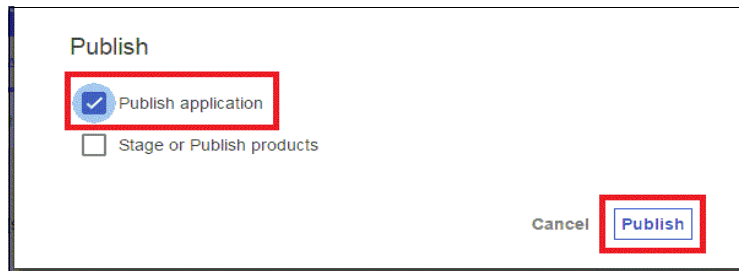 Publish
Publish application
Stage or Publish products
Cancel Publish